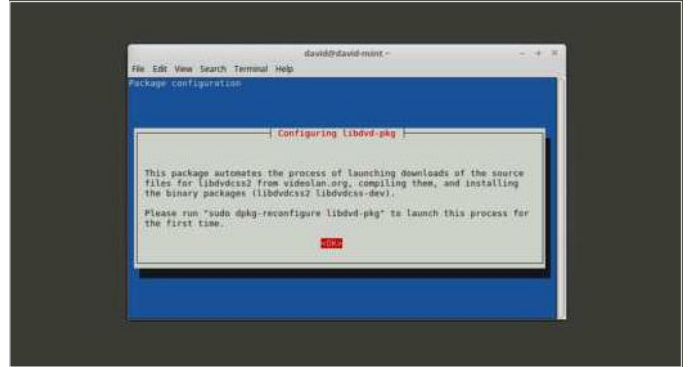 david@david-mint ~
File Edit View Search Terminal Help
Package configuration
Configuring libdvd-pkg
This package automates the process of launching downloads of the source
files for libdvdcss2 from videolan.org, compiling them, and installing
the binary packages (libdvdcss2 libdvdcss-dev).
Please run "sudo dpkg-reconfigure libdvd-pkg" to launch this process for
the first time.
<OK>